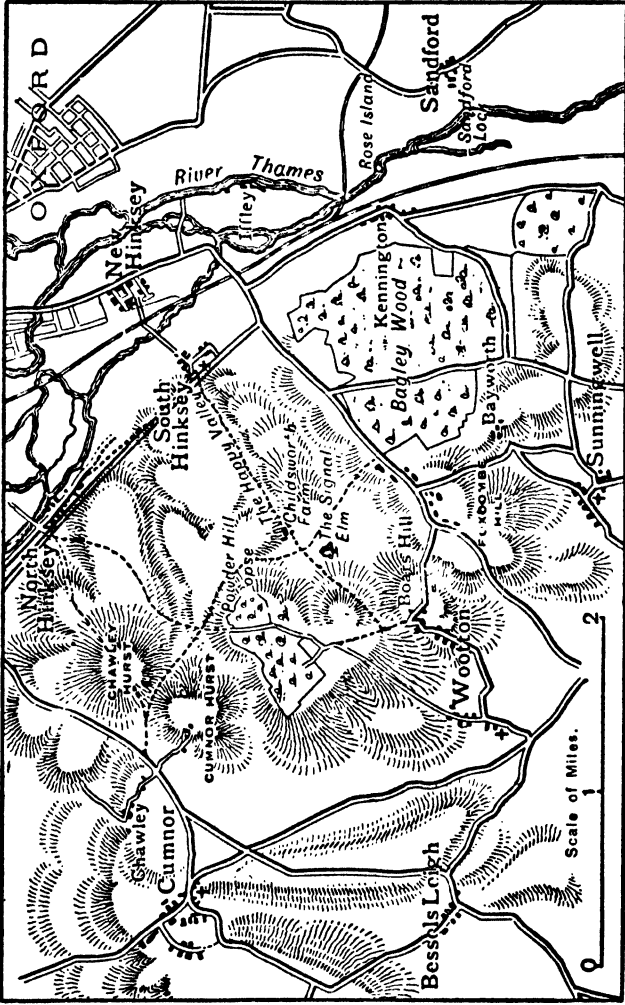 OXFORD
River Thames
Iffley
Rose Island
Sandford
Sandford
Loc
New
Hinksey
South
Hinksey
North
Hinksey
The Happy Valley
Childsworth
Farm
The Signal
Elm
Powder Hill
Copse
Kennington
Bagley Wood
Bayworth
Sunningwell
FOXCOMBE
HILL
Boars Hill
Wootton
CHAWLEY
HURST
CUMNOR HURST
Chawley
Cumnor
Bessels Leigh
Scale of Miles.
0 1 2